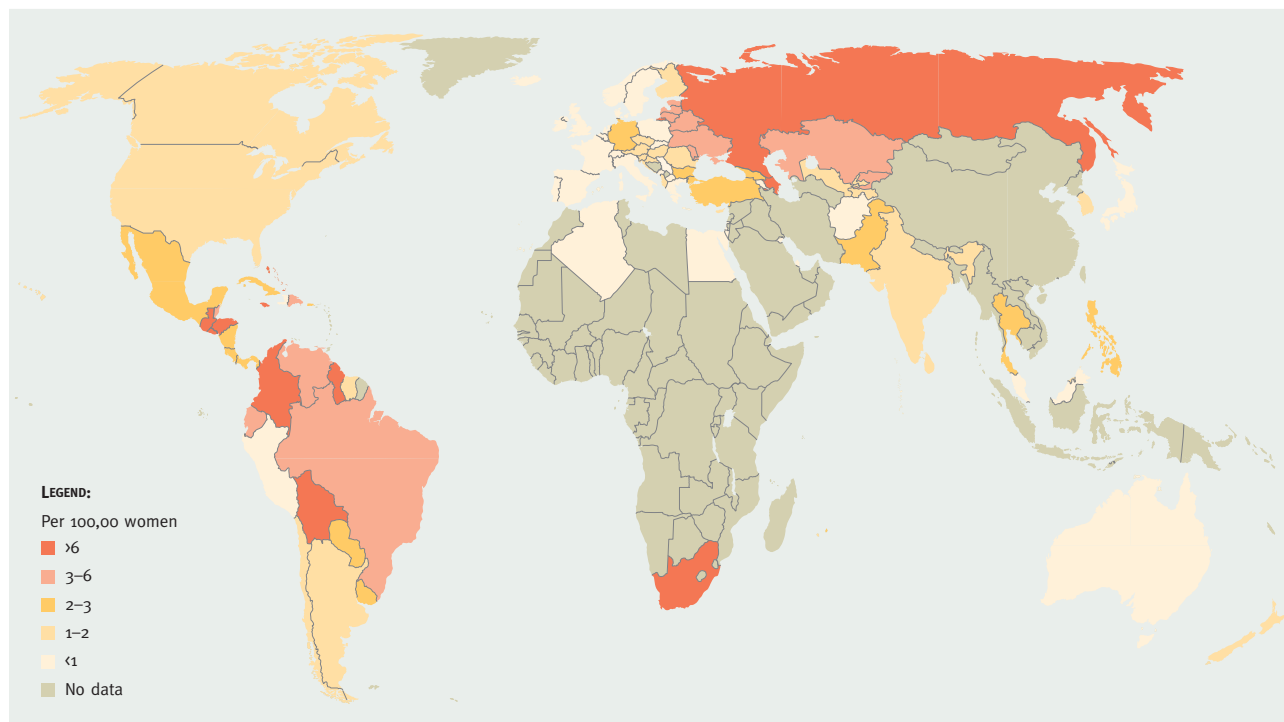 LEGEND:
Per 100,00 women
>6
3–6
2–3
1–2
<1
No data